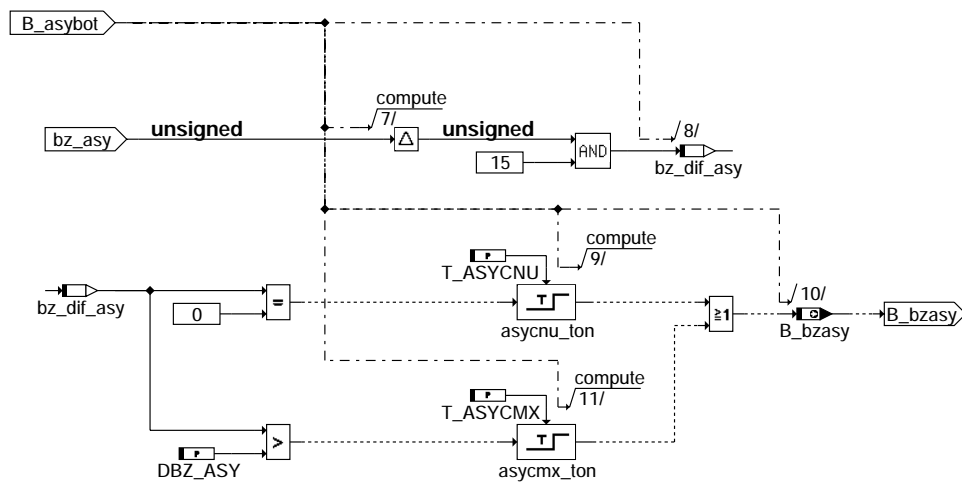 B_asybot
compute
7/
8/
bz_asy
unsigned
unsigned
15
AND
bz_dif_asy
compute
9/
P
T_ASYCNU
10/
bz_dif_asy
0
=
T
asycnu_ton
≥1
B_bzasy
B_bzasy
compute
11/
P
T_ASYCMX
T
>
P
DBZ_ASY
asycmx_ton